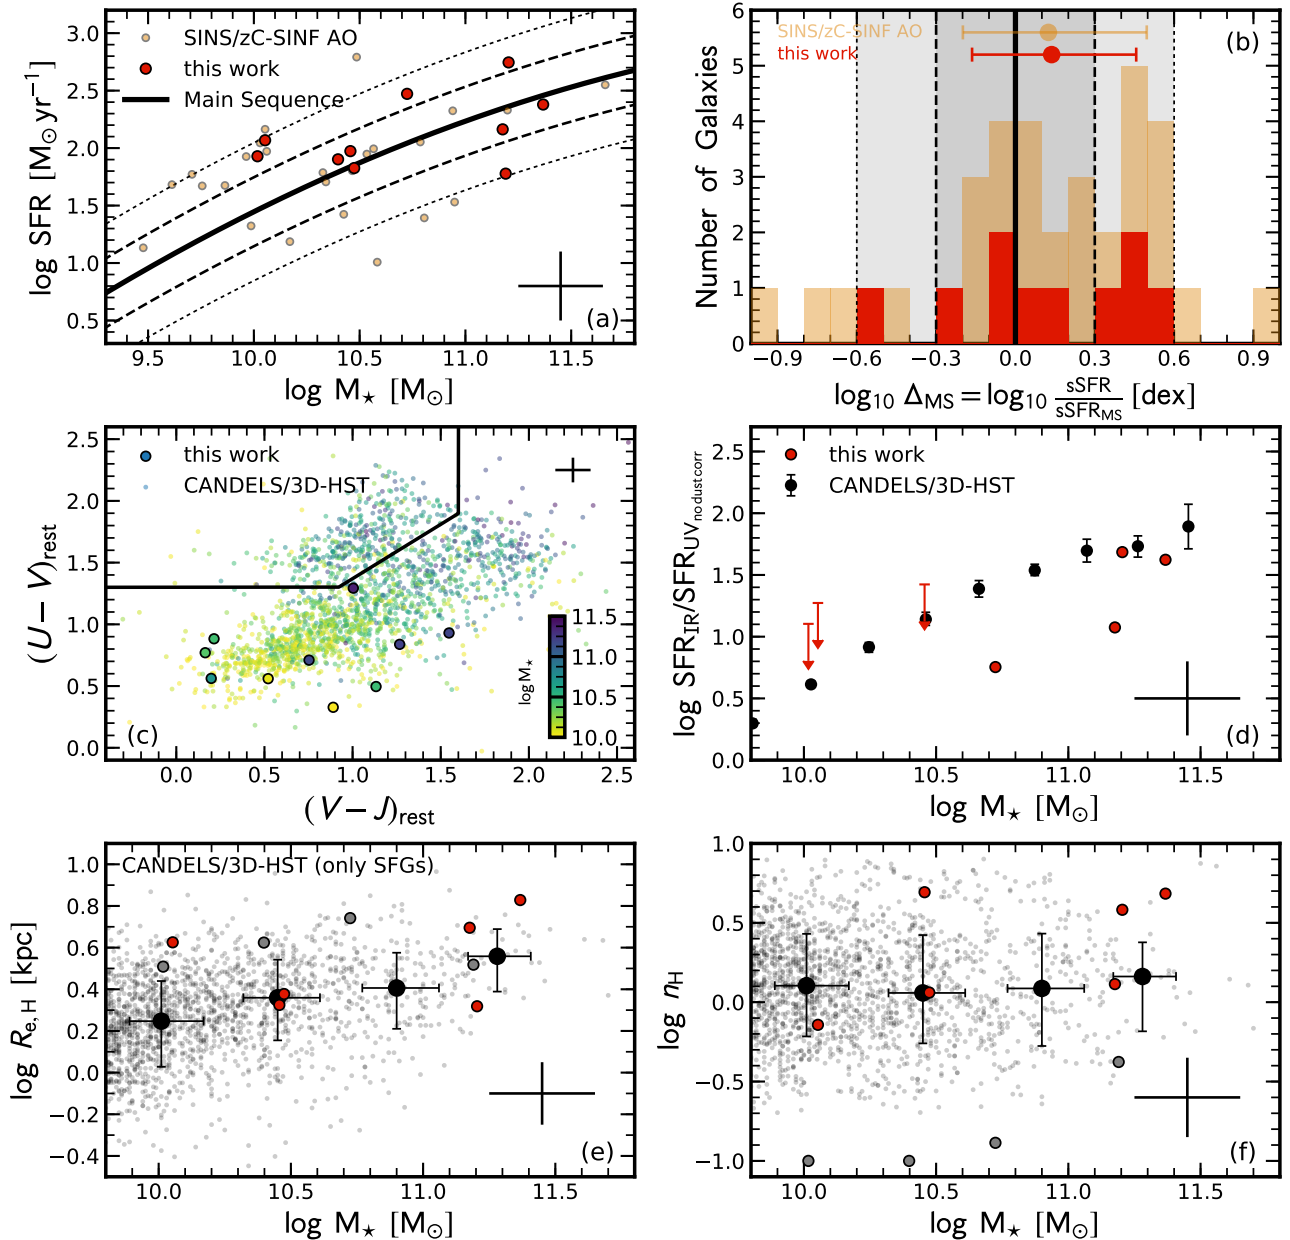 SINS/zC-SINF AO
this work
Main Sequence
(a)
log SFR [M⊙yr⁻¹]
3.0
2.5
2.0
1.5
1.0
0.5
9.5 10.0 10.5 11.0 11.5
log M⋆ [M⊙]
SINS/zC-SINF AO
this work
(b)
Number of Galaxies
6
5
4
3
2
1
0
−0.9 −0.6 −0.3 0.0 0.3 0.6 0.9
log₁₀ Δ_MS = log₁₀ sSFR/sSFR_MS [dex]
this work
CANDELS/3D-HST
(c)
(U − V)rest
2.5
2.0
1.5
1.0
0.5
0.0
logM⋆
11.5
11.0
10.5
10.0
0.0 0.5 1.0 1.5 2.0 2.5
(V − J)rest
this work
CANDELS/3D-HST
(d)
log SFR_IR/SFR_UV_nodustcorr
2.5
2.0
1.5
1.0
0.5
0.0
10.0 10.5 11.0 11.5
log M⋆ [M⊙]
CANDELS/3D-HST (only SFGs)
(e)
log R_e,H [kpc]
1.0
0.8
0.6
0.4
0.2
0.0
−0.2
−0.4
10.0 10.5 11.0 11.5
log M⋆ [M⊙]
(f)
log n_H
1.0
0.5
0.0
−0.5
−1.0
10.0 10.5 11.0 11.5
log M⋆ [M⊙]